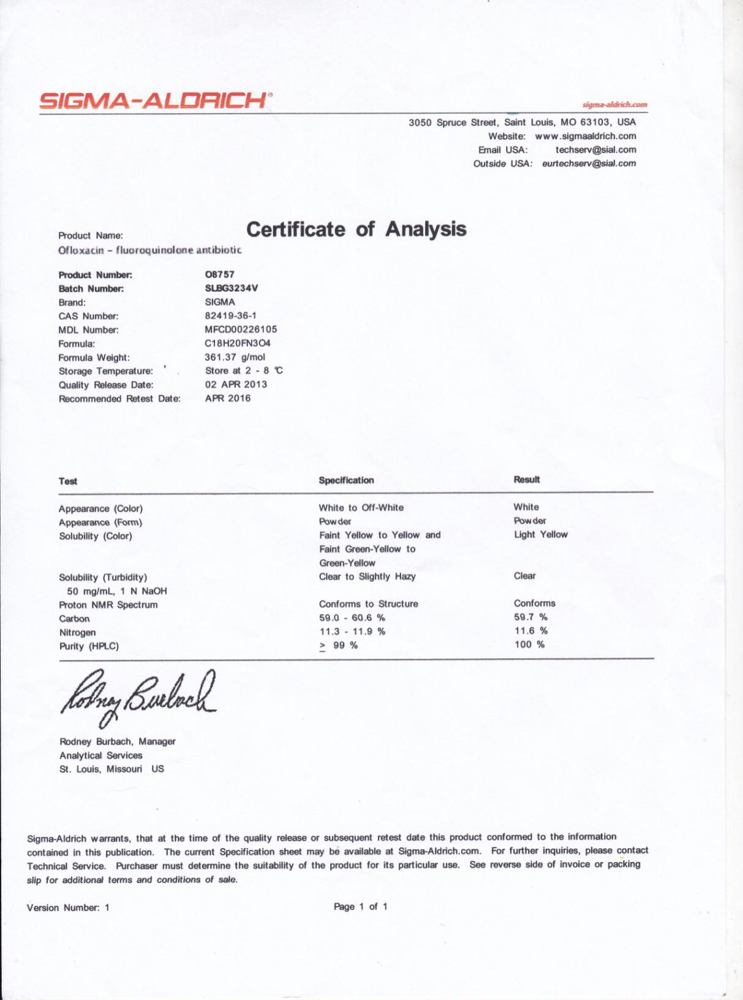 SIGMA-ALDRICH®
sigma-aldrich.com
3050 Spruce Street, Saint Louis, MO 63103, USA
Website: www.sigmaaldrich.com
Email USA: techserv@sial.com
Outside USA: eurtechserv@sial.com
Certificate of Analysis
Product Name:
Ofloxacin – fluoroquinolone antibiotic
Product Number: O8757
Batch Number: SLBG3234V
Brand: SIGMA
CAS Number: 82419-36-1
MDL Number: MFCD00226105
Formula: C18H20FN3O4
Formula Weight: 361.37 g/mol
Storage Temperature: Store at 2 - 8 °C
Quality Release Date: 02 APR 2013
Recommended Retest Date: APR 2016
Test Specification Result
Appearance (Color) White to Off-White White
Appearance (Form) Powder Powder
Solubility (Color) Faint Yellow to Yellow and Light Yellow
Faint Green-Yellow to
Green-Yellow
Solubility (Turbidity) Clear to Slightly Hazy Clear
50 mg/mL, 1 N NaOH
Proton NMR Spectrum Conforms to Structure Conforms
Carbon 59.0 - 60.6 % 59.7 %
Nitrogen 11.3 - 11.9 % 11.6 %
Purity (HPLC) ≥ 99 % 100 %
Rodney Burbach
Rodney Burbach, Manager
Analytical Services
St. Louis, Missouri US
Sigma-Aldrich warrants, that at the time of the quality release or subsequent retest date this product conformed to the information
contained in this publication. The current Specification sheet may be available at Sigma-Aldrich.com. For further inquiries, please contact
Technical Service. Purchaser must determine the suitability of the product for its particular use. See reverse side of invoice or packing
slip for additional terms and conditions of sale.
Version Number: 1 Page 1 of 1